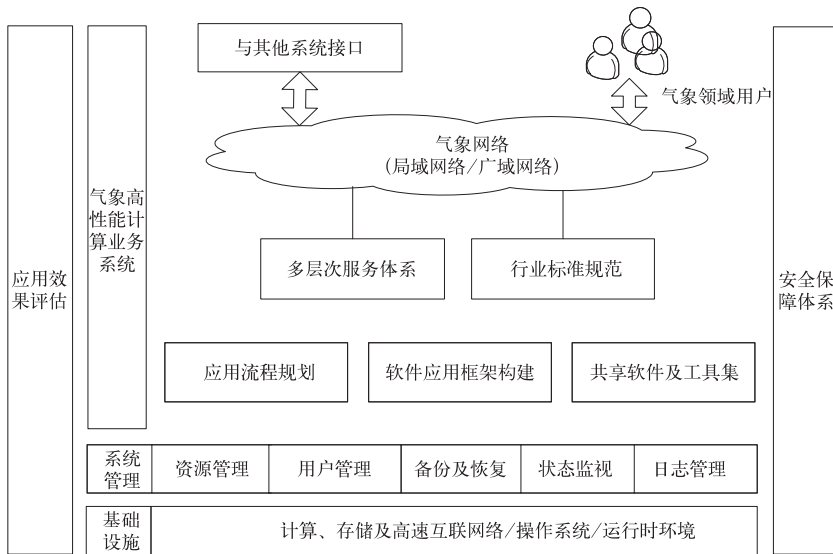 与其他系统接口
气象领域用户
气象网络
(局域网络/广域网络)
气象高
性能计
算业务
系统
多层次服务体系
行业标准规范
应用效
果评估
安全保
障体系
应用流程规划
软件应用框架构建
共享软件及工具集
系统
管理
资源管理
用户管理
备份及恢复
状态监视
日志管理
基础
设施
计算、存储及高速互联网络/操作系统/运行时环境